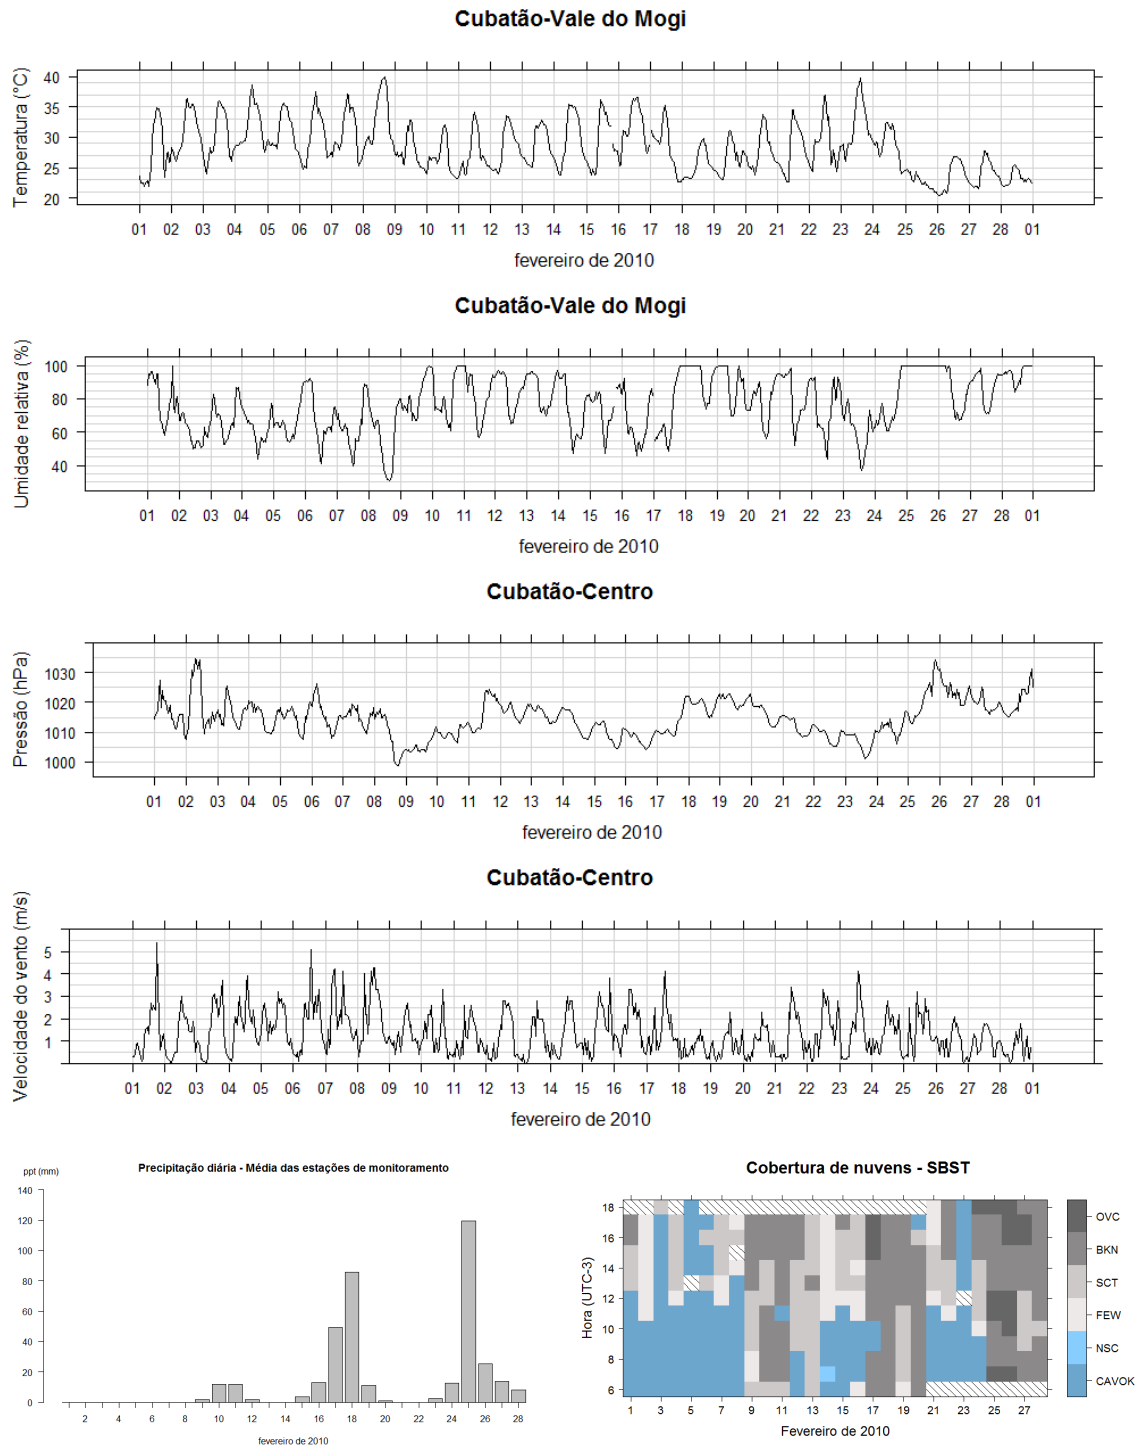 Cubatão-Vale do Mogi
Temperatura (°C)
40
35
30
25
20
01 02 03 04 05 06 07 08 09 10 11 12 13 14 15 16 17 18 19 20 21 22 23 24 25 26 27 28 01
fevereiro de 2010
Cubatão-Vale do Mogi
Umidade relativa (%)
100
80
60
40
01 02 03 04 05 06 07 08 09 10 11 12 13 14 15 16 17 18 19 20 21 22 23 24 25 26 27 28 01
fevereiro de 2010
Cubatão-Centro
Pressão (hPa)
1030
1020
1010
1000
01 02 03 04 05 06 07 08 09 10 11 12 13 14 15 16 17 18 19 20 21 22 23 24 25 26 27 28 01
fevereiro de 2010
Cubatão-Centro
Velocidade do vento (m/s)
5
4
3
2
1
01 02 03 04 05 06 07 08 09 10 11 12 13 14 15 16 17 18 19 20 21 22 23 24 25 26 27 28 01
fevereiro de 2010
Precipitação diária - Média das estações de monitoramento
ppt (mm)
140
120
100
80
60
40
20
0
2 4 6 8 10 12 14 16 18 20 22 24 26 28
fevereiro de 2010
Cobertura de nuvens - SBST
Hora (UTC-3)
18
16
14
12
10
8
6
1 3 5 7 9 11 13 15 17 19 21 23 25 27
Fevereiro de 2010
OVC
BKN
SCT
FEW
NSC
CAVOK